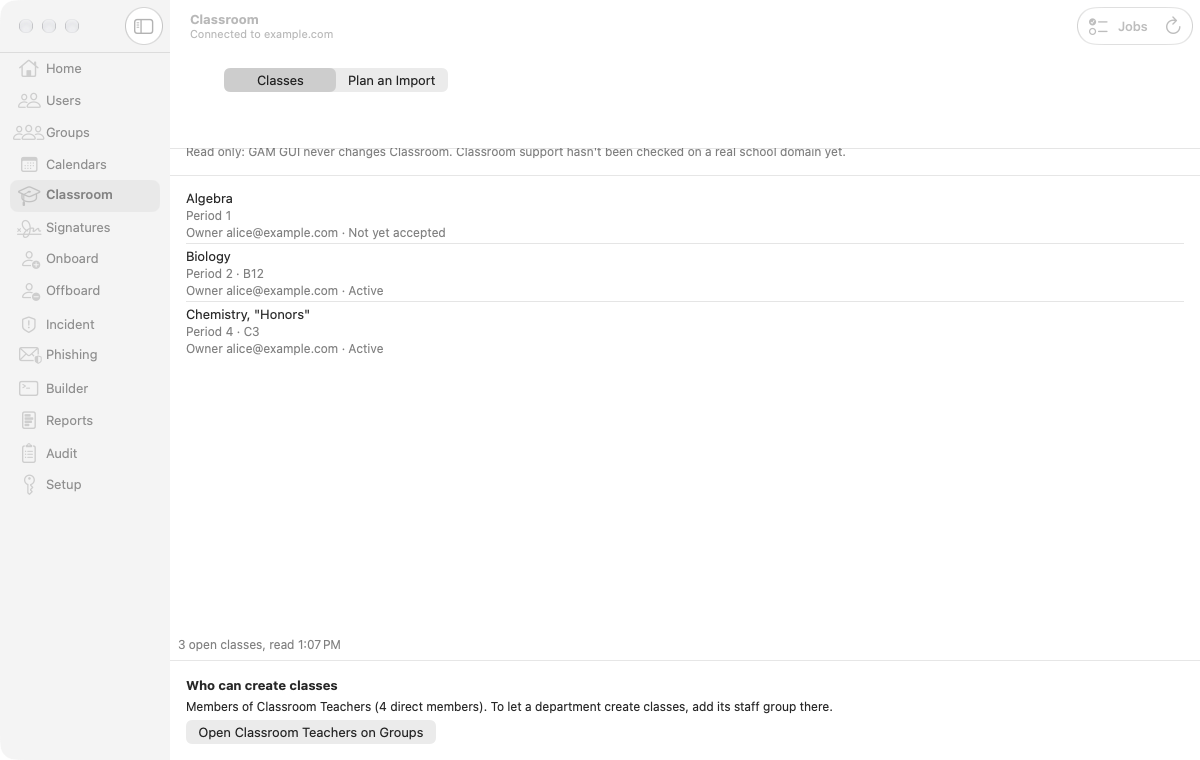 Classroom
Connected to example.com
Jobs
Home
Users
Groups
Calendars
Classroom
Signatures
Onboard
Offboard
Incident
Phishing
Builder
Reports
Audit
Setup
Classes
Plan an Import
Read only: GAM GUI never changes Classroom. Classroom support hasn't been checked on a real school domain yet.
Algebra
Period 1
Owner alice@example.com · Not yet accepted
Biology
Period 2 · B12
Owner alice@example.com · Active
Chemistry, "Honors"
Period 4 · C3
Owner alice@example.com · Active
3 open classes, read 1:07 PM
Who can create classes
Members of Classroom Teachers (4 direct members). To let a department create classes, add its staff group there.
Open Classroom Teachers on Groups